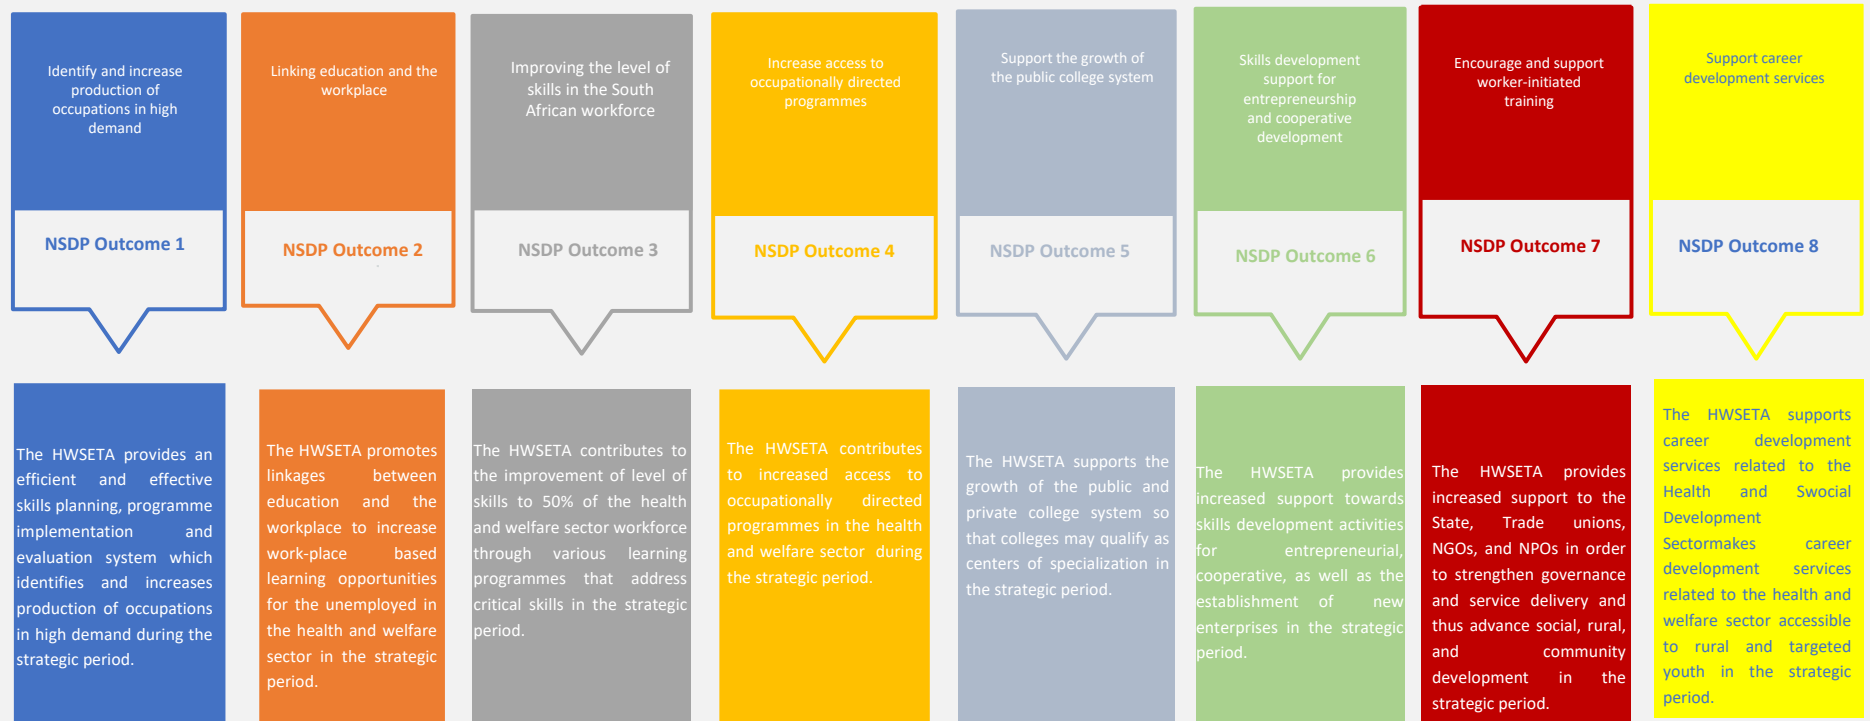 Identify and increase
production of
occupations in high
demand
NSDP Outcome 1
The HWSETA provides an
efficient and effective
skills planning, programme
implementation and
evaluation system which
identifies and increases
production of occupations
in high demand during the
strategic period.
Linking education and the
workplace
NSDP Outcome 2
The HWSETA promotes
linkages between
education and the
workplace to increase
work-place based
learning opportunities
for the unemployed in
the health and welfare
sector in the strategic
period.
Improving the level of
skills in the South
African workforce
NSDP Outcome 3
The HWSETA contributes to
the improvement of level of
skills to 50% of the health
and welfare sector workforce
through various learning
programmes that address
critical skills in the strategic
period.
Increase access to
occupationally directed
programmes
NSDP Outcome 4
The HWSETA contributes
to increased access to
occupationally directed
programmes in the health
and welfare sector during
the strategic period.
Support the growth of
the public college system
NSDP Outcome 5
The HWSETA supports the
growth of the public and
private college system so
that colleges may qualify as
centers of specialization in
the strategic period.
Skills development
support for
entrepreneurship
and cooperative
development
NSDP Outcome 6
The HWSETA provides
increased support towards
skills development activities
for entrepreneurial,
cooperative, as well as the
establishment of new
enterprises in the strategic
period.
Encourage and support
worker-initiated
training
NSDP Outcome 7
The HWSETA provides
increased support to the
State, Trade unions,
NGOs, and NPOs in order
to strengthen governance
and service delivery and
thus advance social, rural,
and community
development in the
strategic period.
Support career
development services
NSDP Outcome 8
The HWSETA supports
career development
services related to the
Health and Swocial
Development
Sectormakes career
development services
related to the health and
welfare sector accessible
to rural and targeted
youth in the strategic
period.